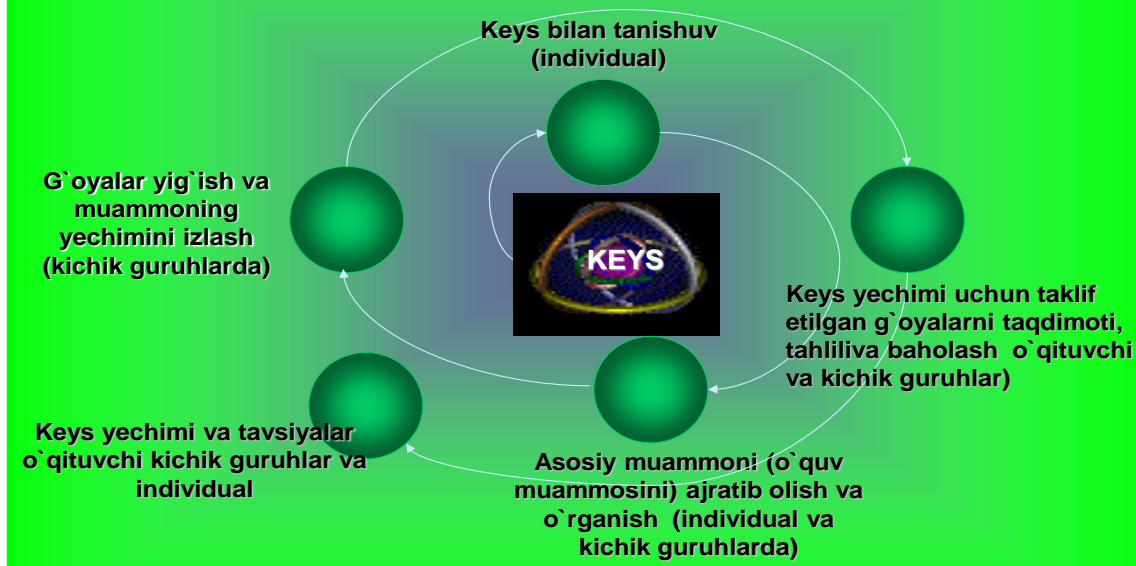 Keys bilan tanishuv
(individual)
G`oyalar yig`ish va
muammoning
yechimini izlash
(kichik guruhlarda)
KEYS
Keys yechimi uchun taklif
etilgan g`oyalarni taqdimoti,
tahliliva baholash o`qituvchi
va kichik guruhlar)
Keys yechimi va tavsiyalar
o`qituvchi kichik guruhlar va
individual
Asosiy muammoni (o`quv
muammosini) ajratib olish va
o`rganish (individual va
kichik guruhlarda)